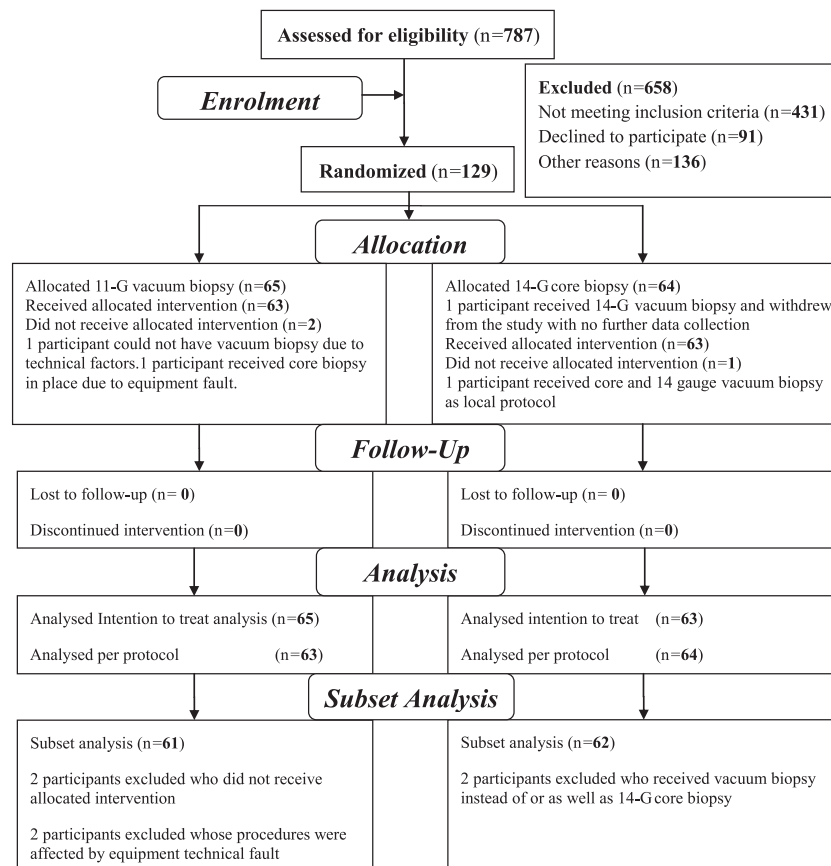 Assessed for eligibility (n=787)
Enrolment
Excluded (n=658)
Not meeting inclusion criteria (n=431)
Declined to participate (n=91)
Other reasons (n=136)
Randomized (n=129)
Allocation
Allocated 11-G vacuum biopsy (n=65)
Received allocated intervention (n=63)
Did not receive allocated intervention (n=2)
1 participant could not have vacuum biopsy due to
technical factors.1 participant received core biopsy
in place due to equipment fault.
Allocated 14-G core biopsy (n=64)
1 participant received 14-G vacuum biopsy and withdrew
from the study with no further data collection
Received allocated intervention (n=63)
Did not receive allocated intervention (n=1)
1 participant received core and 14 gauge vacuum biopsy
as local protocol
Follow-Up
Lost to follow-up (n= 0)
Discontinued intervention (n=0)
Lost to follow-up (n= 0)
Discontinued intervention (n=0)
Analysis
Analysed Intention to treat analysis (n=65)
Analysed per protocol (n=63)
Analysed intention to treat (n=63)
Analysed per protocol (n=64)
Subset Analysis
Subset analysis (n=61)
2 participants excluded who did not receive
allocated intervention
2 participants excluded whose procedures were
affected by equipment technical fault
Subset analysis (n=62)
2 participants excluded who received vacuum biopsy
instead of or as well as 14-G core biopsy